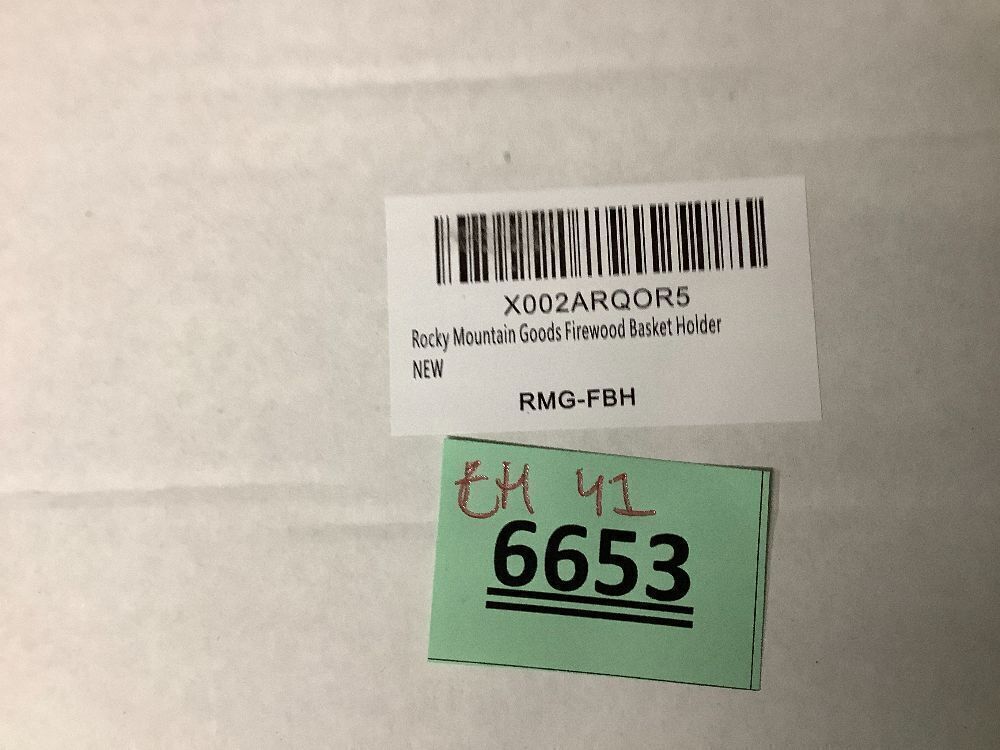 X002ARQOR5
Rocky Mountain Goods Firewood Basket Holder
NEW
RMG-FBH
EH 41
6653